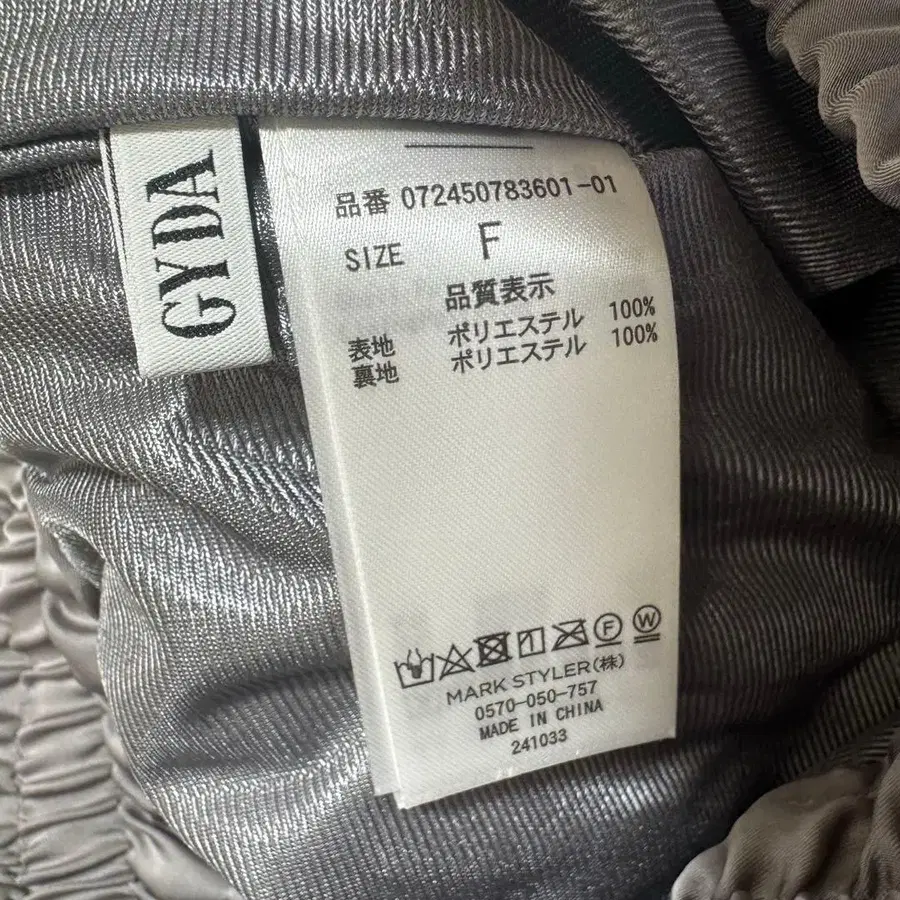 GYDA
品番 072450783601-01
SIZE F
品質表示
表地 ポリエステル 100%
裏地 ポリエステル 100%
F W
MARK STYLER(株)
0570-050-757
MADE IN CHINA
241033